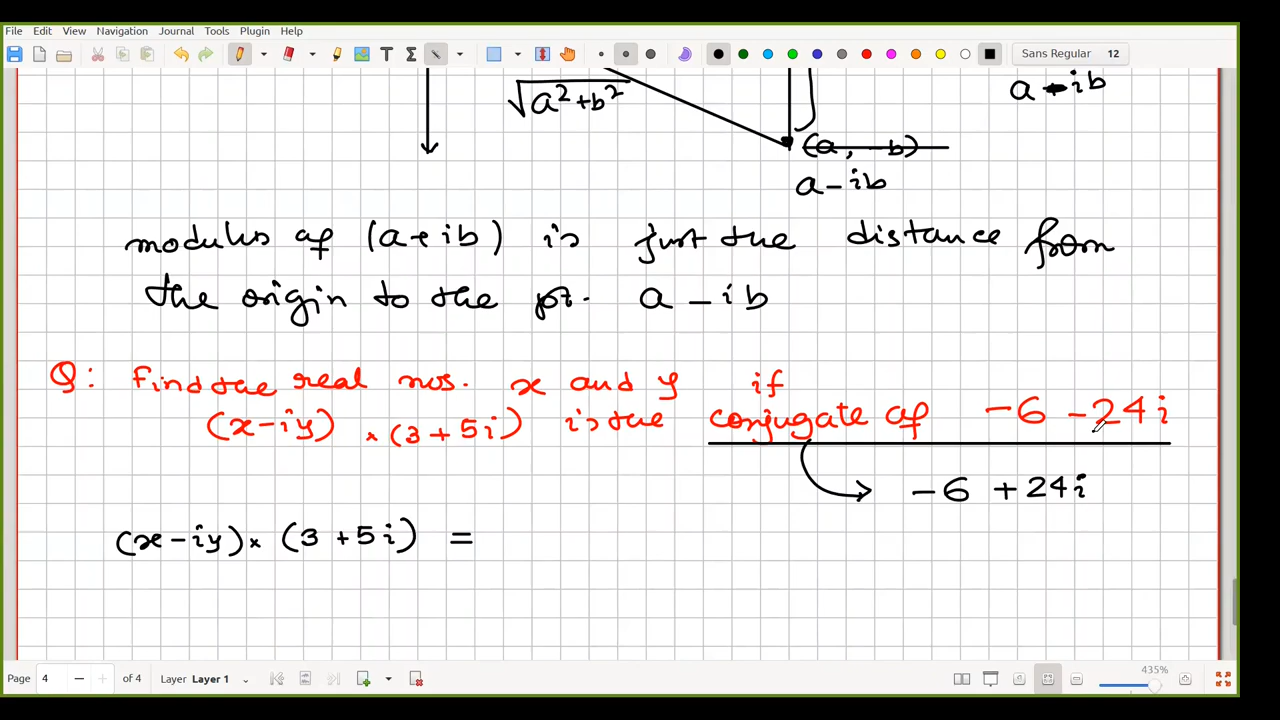 File Edit View Navigation Journal Tools Plugin Help
Sans Regular 12
√a²+b²
a - ib
(a, -b)
a - ib
modulus of (a+ib) is just the distance from
the origin to the pt. a - ib
Q: Find the real nos. x and y if
(x-iy) × (3+5i) is the conjugate of -6 -24i
-6 +24i
(x-iy)× (3 +5i) =
Page 4 of 4 Layer Layer 1 435%